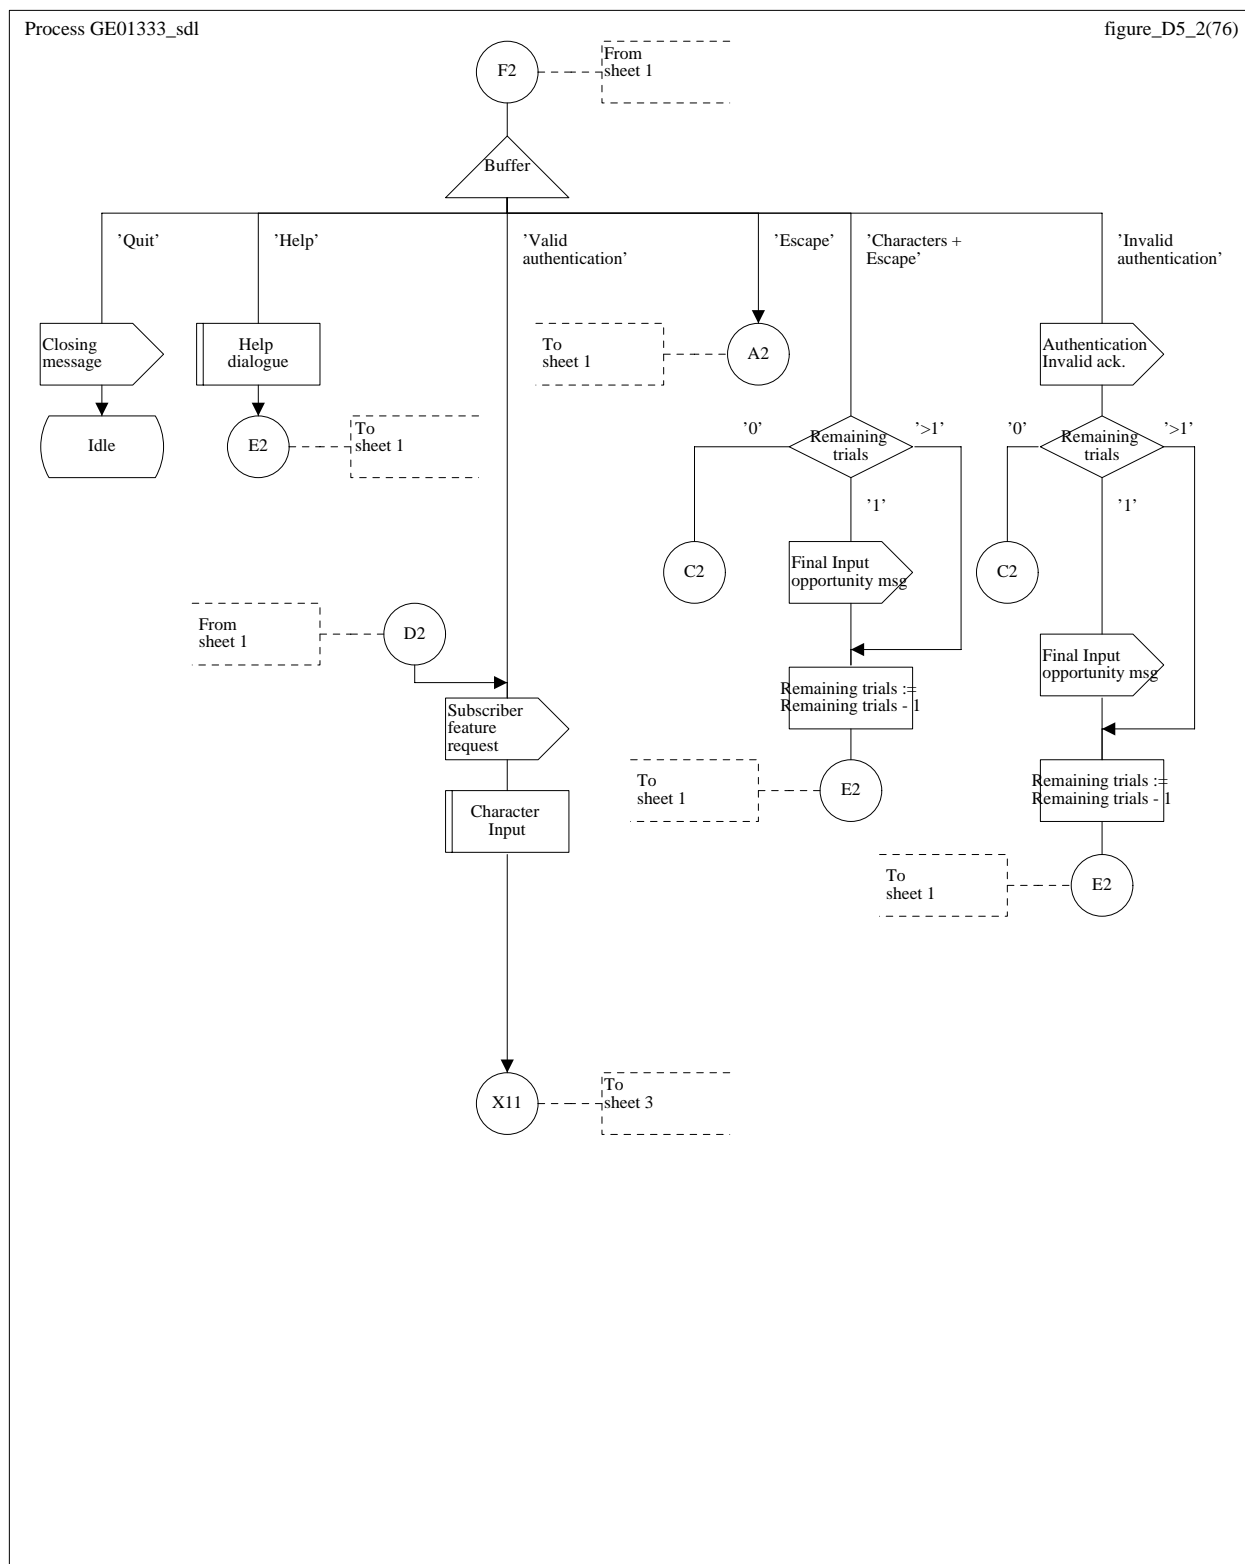 Process GE01333_sdl
figure_D5_2(76)
F2
From
sheet 1
Buffer
’Quit’
’Help’
’Valid
authentication’
’Escape’
’Characters +
Escape’
’Invalid
authentication’
Closing
message
Help
dialogue
To
sheet 1
A2
Authentication
Invalid ack.
Idle
E2
To
sheet 1
’0’
Remaining
trials
’>1’
’0’
Remaining
trials
’>1’
’1’
’1’
C2
Final Input
opportunity msg
C2
From
sheet 1
D2
Final Input
opportunity msg
Remaining trials :=
Remaining trials - 1
Subscriber
feature
request
To
sheet 1
E2
Remaining trials :=
Remaining trials - 1
Character
Input
To
sheet 1
E2
X11
To
sheet 3